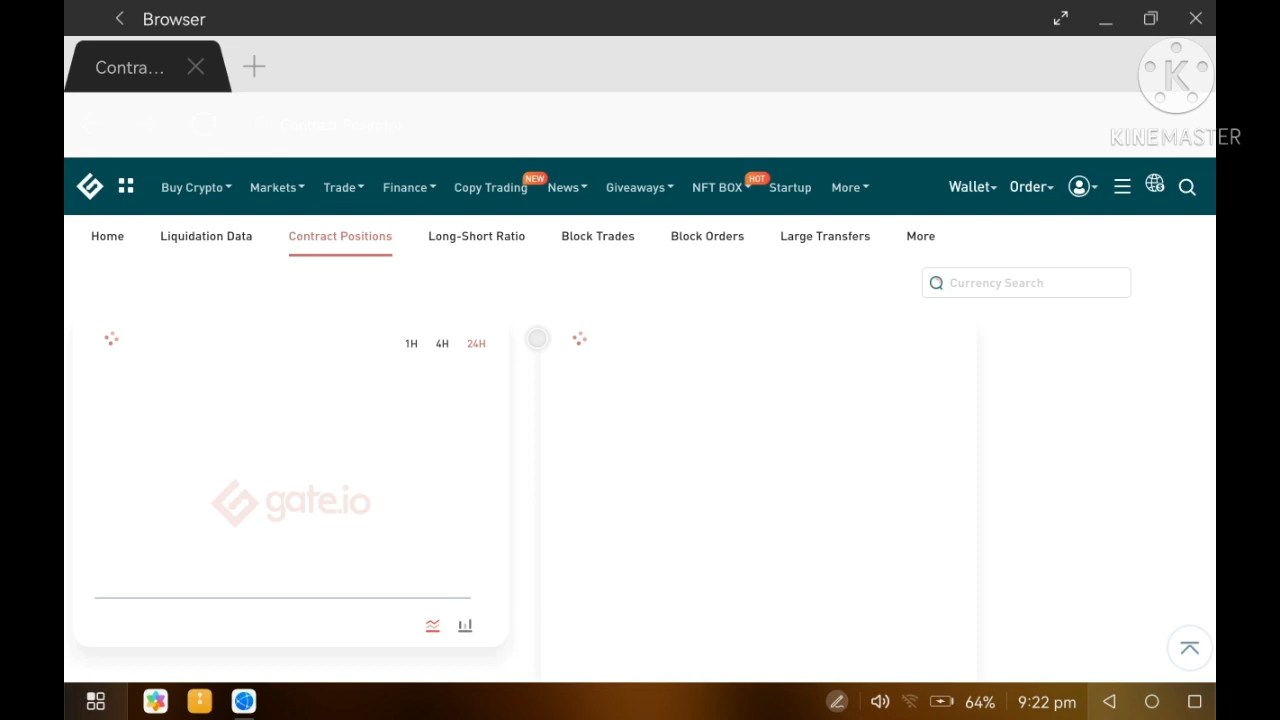 Browser
Contra...
KINEMASTER
Buy Crypto Markets Trade Finance Copy Trading NEW News Giveaways NFT BOX HOT Startup More Wallet Order
Home Liquidation Data Contract Positions Long-Short Ratio Block Trades Block Orders Large Transfers More
Currency Search
1H 4H 24H
gate.io
64% 9:22 pm